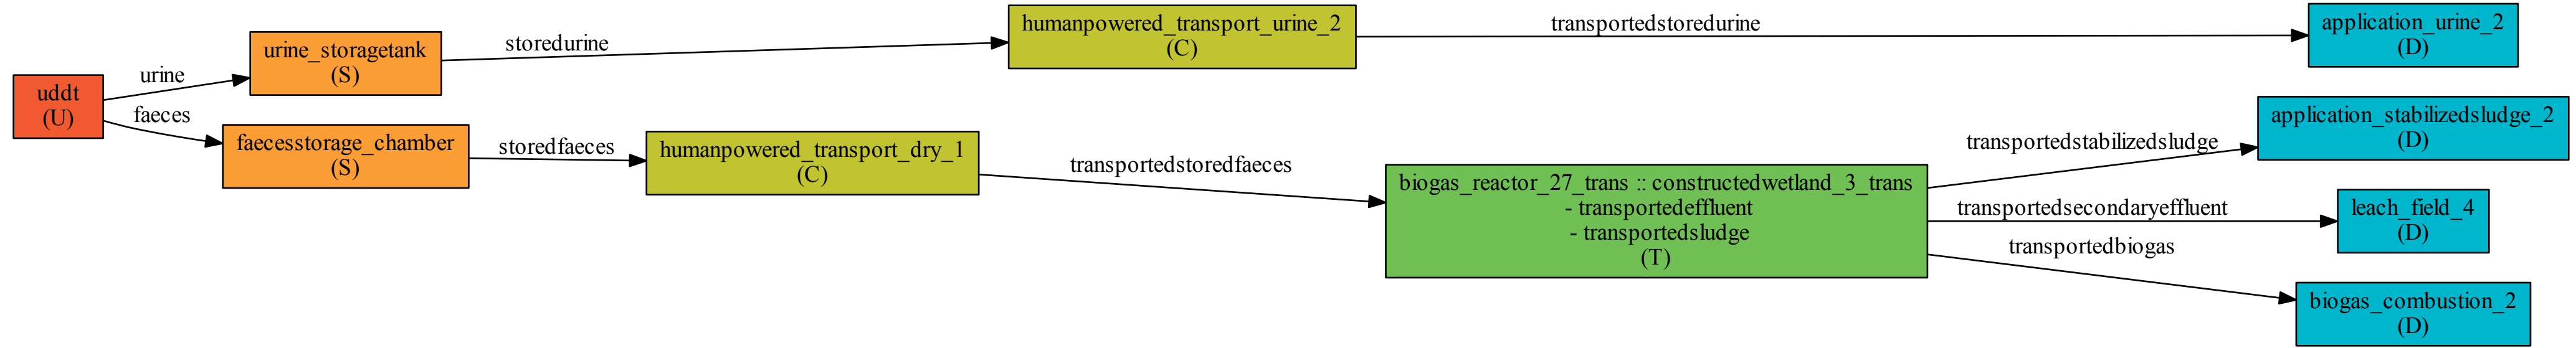 uddt
(U)
urine
faeces
urine_storagetank
(S)
faecesstorage_chamber
(S)
storedurine
storedfaeces
humanpowered_transport_urine_2
(C)
humanpowered_transport_dry_1
(C)
transportedstoredurine
transportedstoredfaeces
biogas_reactor_27_trans :: constructedwetland_3_trans
- transportedeffluent
- transportedsludge
(T)
transportedstabilizedsludge
transportedsecondaryeffluent
transportedbiogas
application_urine_2
(D)
application_stabilizedsludge_2
(D)
leach_field_4
(D)
biogas_combustion_2
(D)